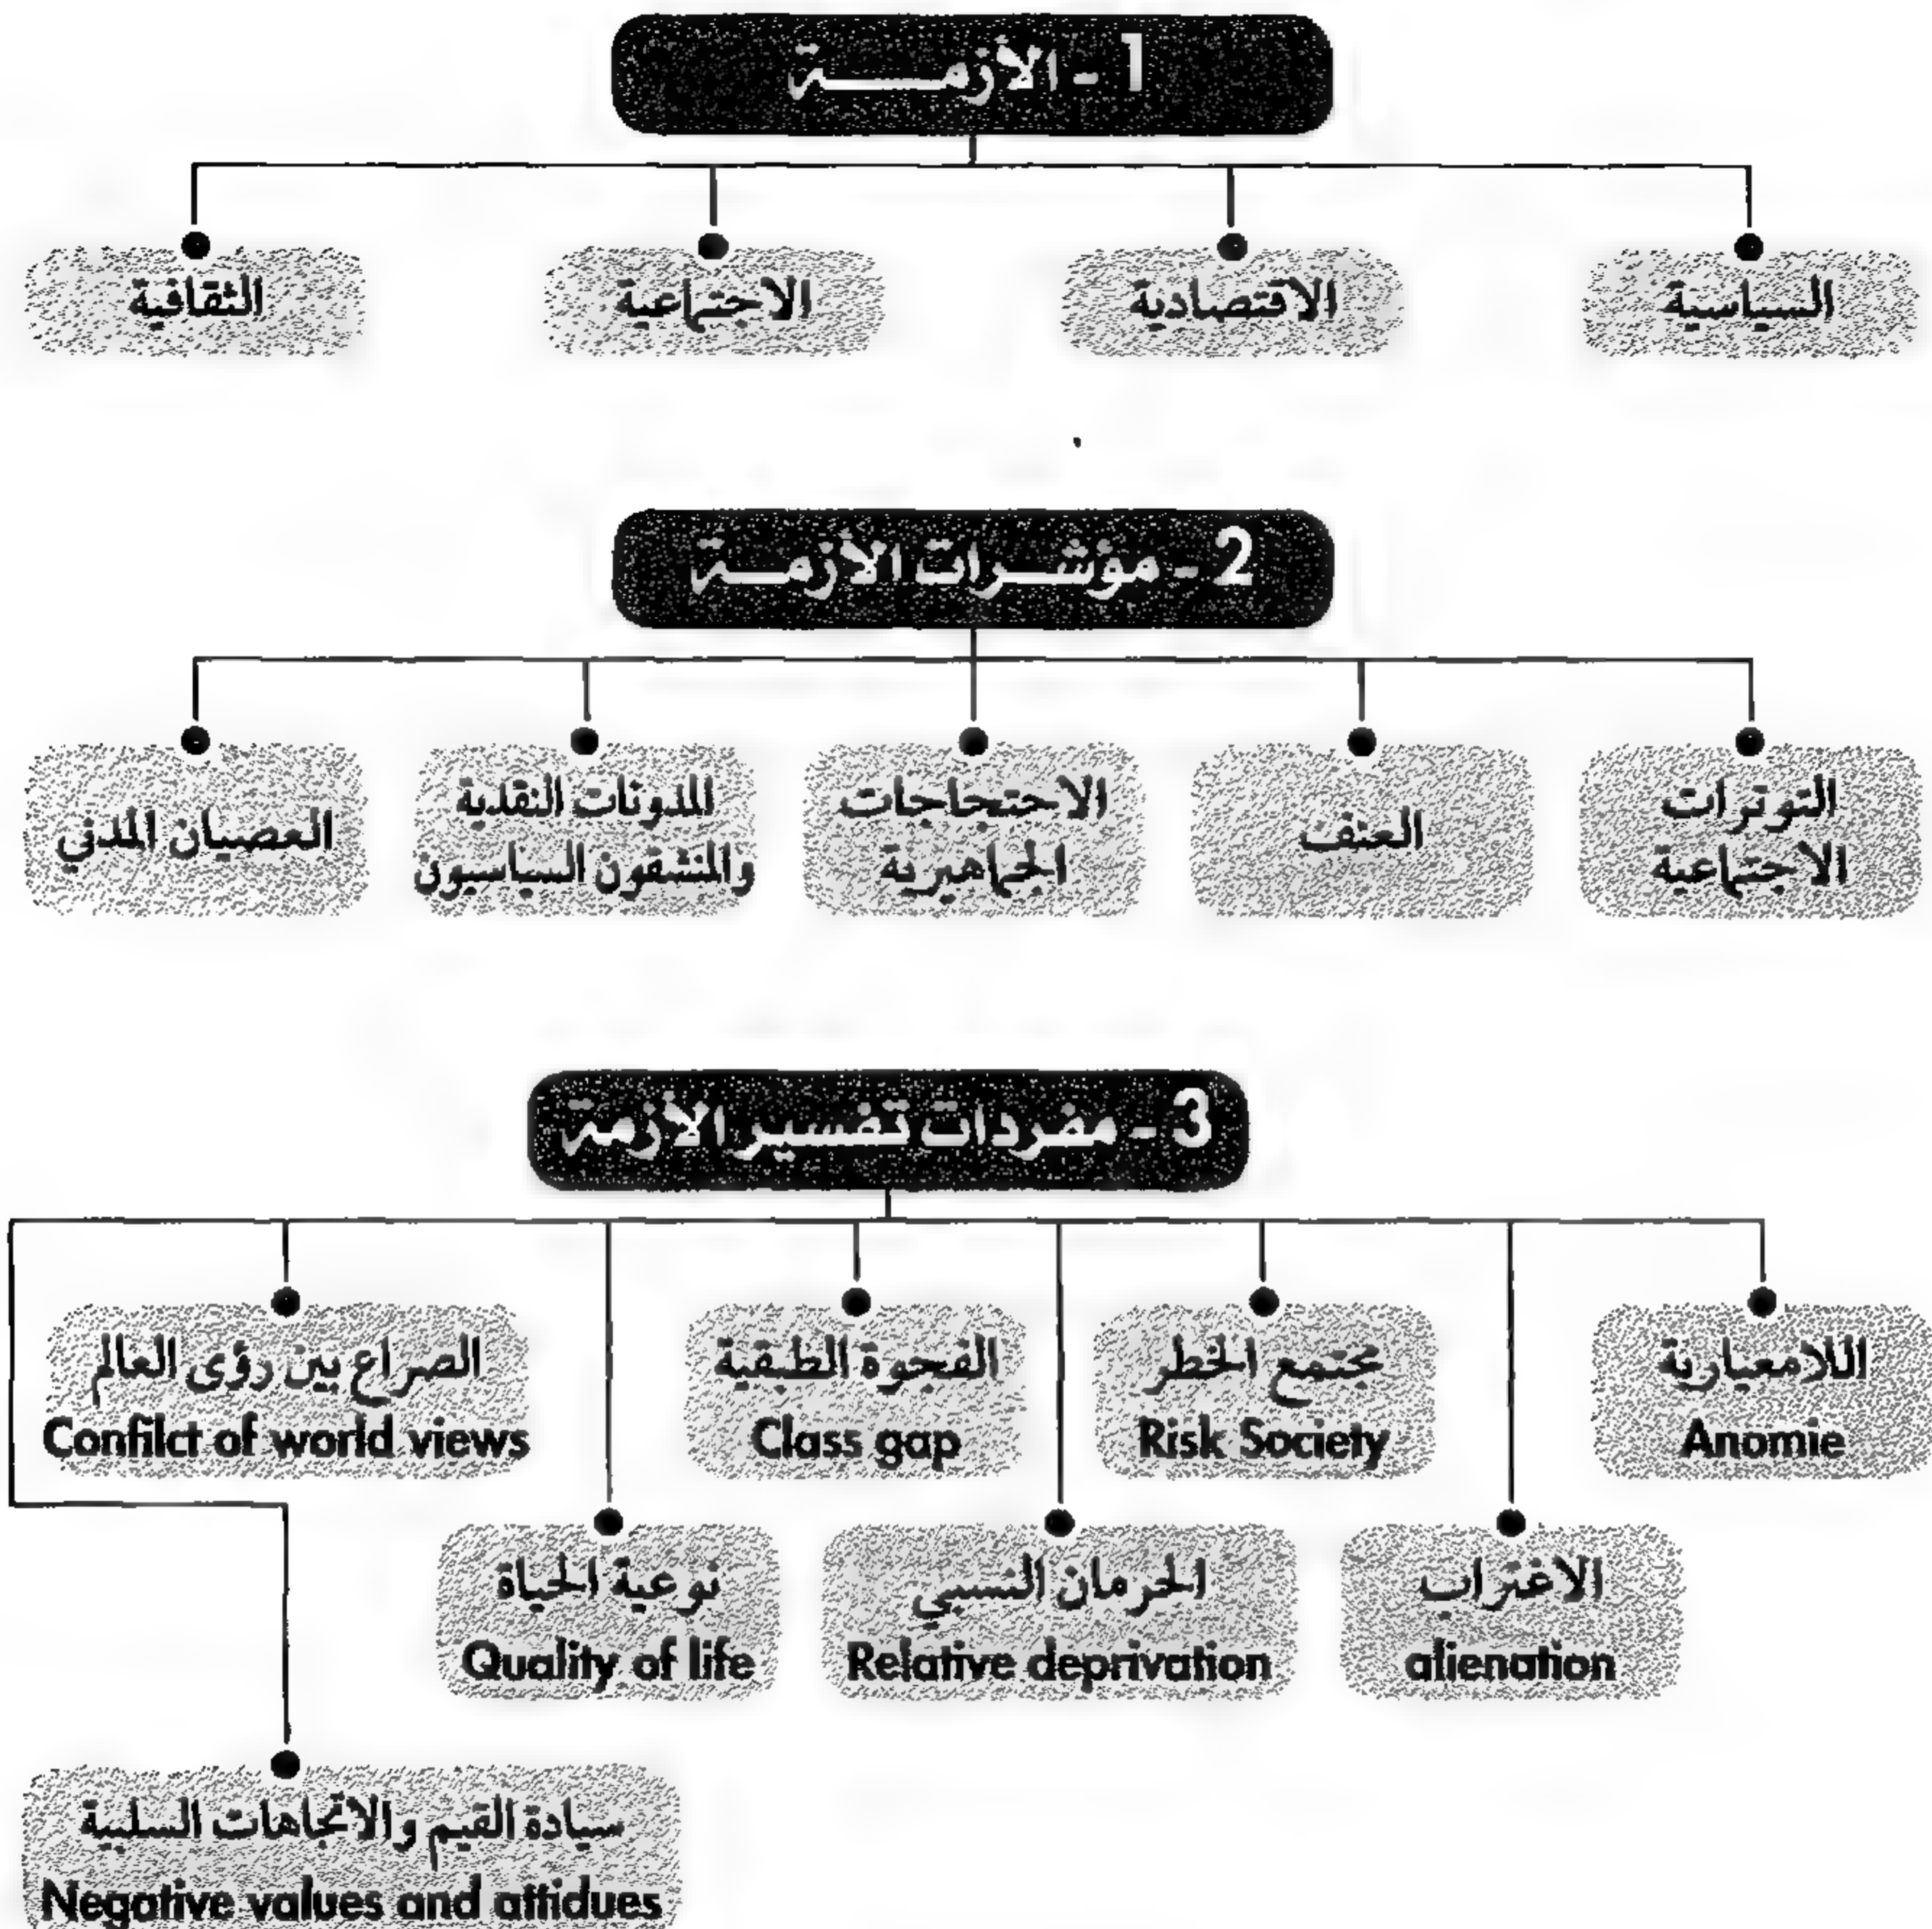 1 - الأزمـــــة
السياسية
الاقتصادية
الاجتماعية
الثقافية
2 - مؤشـــرات الأزمـــة
التوترات
الاجتماعية
العنف
الاحتجاجات
الجماهيرية
المدونات النقدية
والمنشقون السياسيون
العصيان المدني
3 - مفردات تفسير الأزمة
اللامعيارية
Anomie
الاغتراب
alienation
مجتمع الخطر
Risk Society
الحرمان النسبي
Relative deprivation
الفجوة الطبقية
Class gap
نوعية الحياة
Quality of life
الصراع بين رؤى العالم
Confilct of world views
سيادة القيم والاتجاهات السلبية
Negative values and attidues